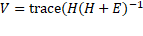 V = trace(H(H + E)⁻¹